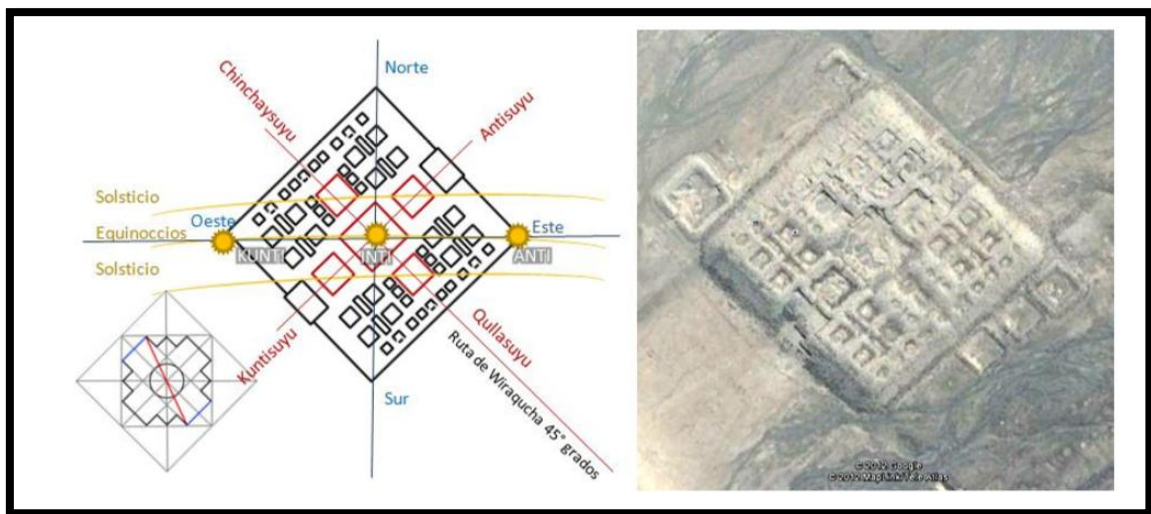 Norte
Chinchaysuyu
Antisuyu
Solsticio
Oeste
Este
Equinoccios
KUNTI
INTI
ANTI
Solsticio
Kuntisuyu
Qullasuyu
Ruta de Wiraqucha 45° grados
Sur
© 2012 Google
© 2012 MapLink/Tele Atlas